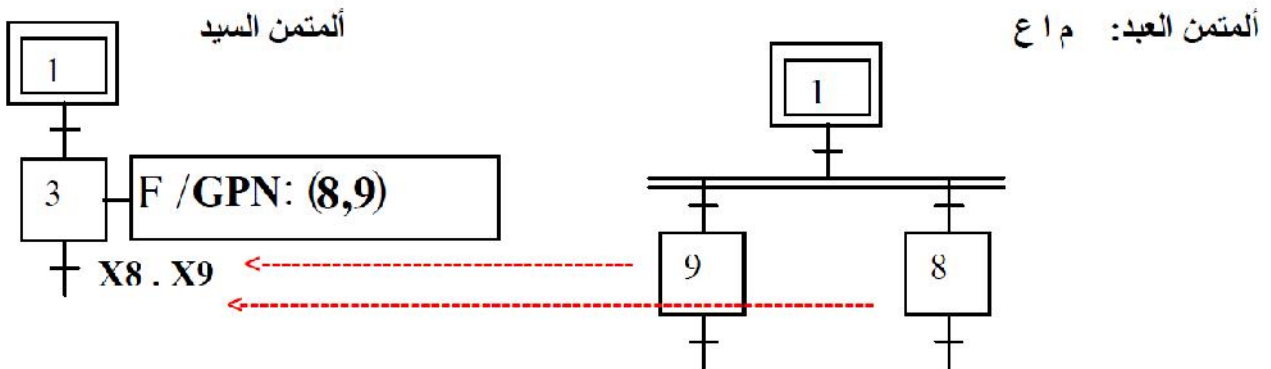 ألمتمن العبد: م ا ع
ألمتمن السيد
1
1
3
F /GPN: (8,9)
X8 . X9
9
8